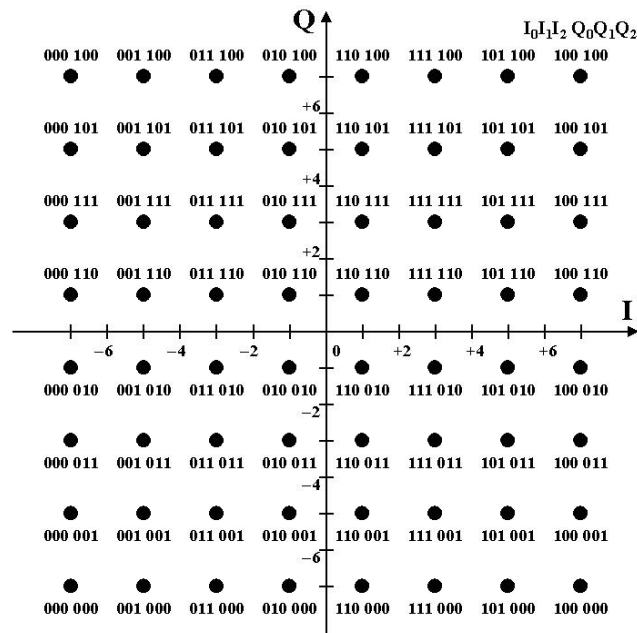 Q I₀I₁I₂ Q₀Q₁Q₂
000 100 001 100 011 100 010 100 110 100 111 100 101 100 100 100
+6
000 101 001 101 011 101 010 101 110 101 111 101 101 101 100 101
+4
000 111 001 111 011 111 010 111 110 111 111 111 101 111 100 111
+2
000 110 001 110 011 110 010 110 110 110 111 110 101 110 100 110
I
−6 −4 −2 0 +2 +4 +6
000 010 001 010 011 010 010 010 110 010 111 010 101 010 100 010
−2
000 011 001 011 011 011 010 011 110 011 111 011 101 011 100 011
−4
000 001 001 001 011 001 010 001 110 001 111 001 101 001 100 001
−6
000 000 001 000 011 000 010 000 110 000 111 000 101 000 100 000